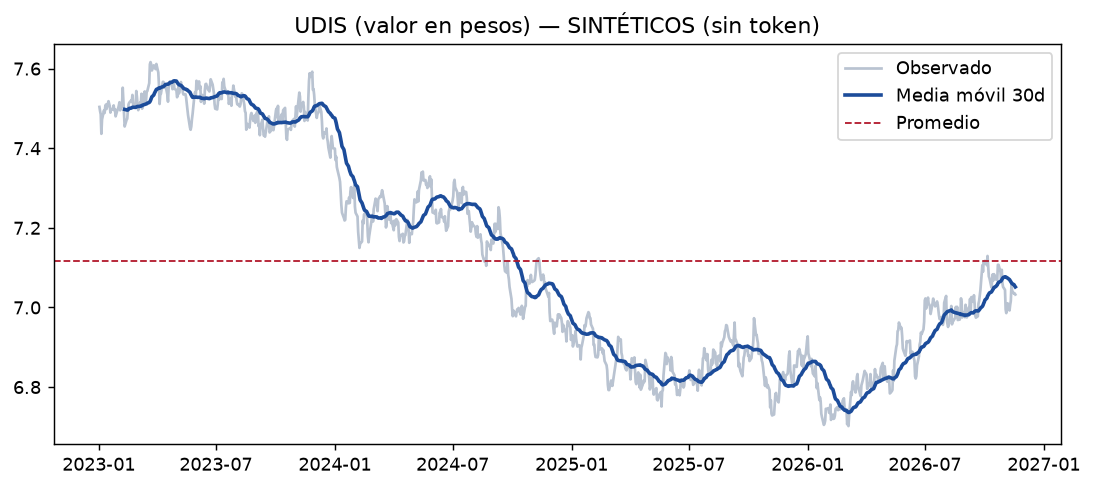 UDIS (valor en pesos) — SINTÉTICOS (sin token)
Observado
Media móvil 30d
Promedio
7.6
7.4
7.2
7.0
6.8
2023-01 2023-07 2024-01 2024-07 2025-01 2025-07 2026-01 2026-07 2027-01